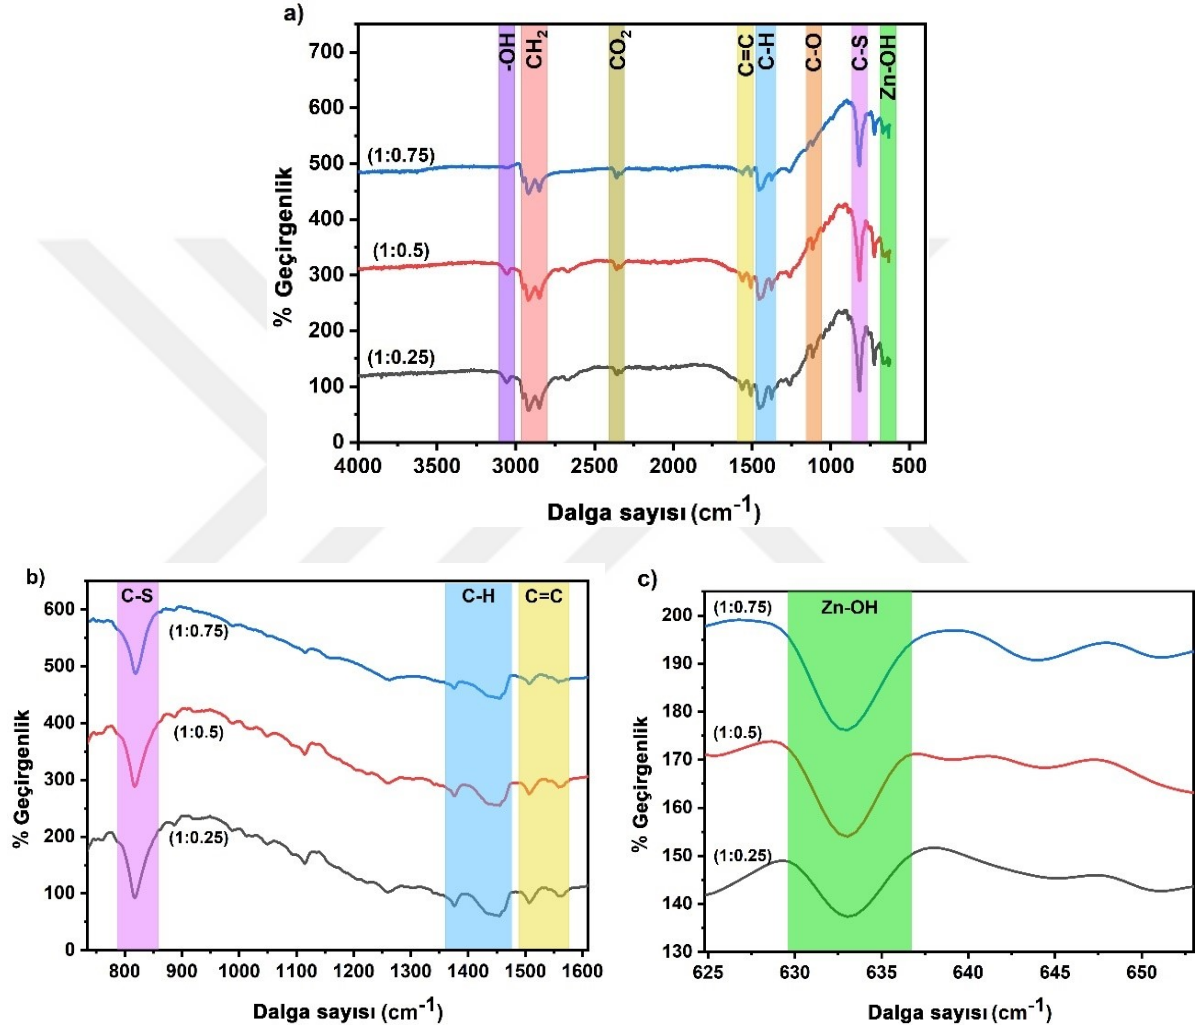 a)
-OH
CH₂
CO₂
C=C
C-H
C-O
C-S
Zn-OH
700
600
500
400
300
200
100
0
% Geçirgenlik
(1:0.75)
(1:0.5)
(1:0.25)
4000 3500 3000 2500 2000 1500 1000 500
Dalga sayısı (cm⁻¹)
b)
C-S C-H C=C
600
500
400
300
200
100
0
% Geçirgenlik
(1:0.75)
(1:0.5)
(1:0.25)
800 900 1000 1100 1200 1300 1400 1500 1600
Dalga sayısı (cm⁻¹)
c)
Zn-OH
200
190
180
170
160
150
140
130
% Geçirgenlik
(1:0.75)
(1:0.5)
(1:0.25)
625 630 635 640 645 650
Dalga sayısı (cm⁻¹)